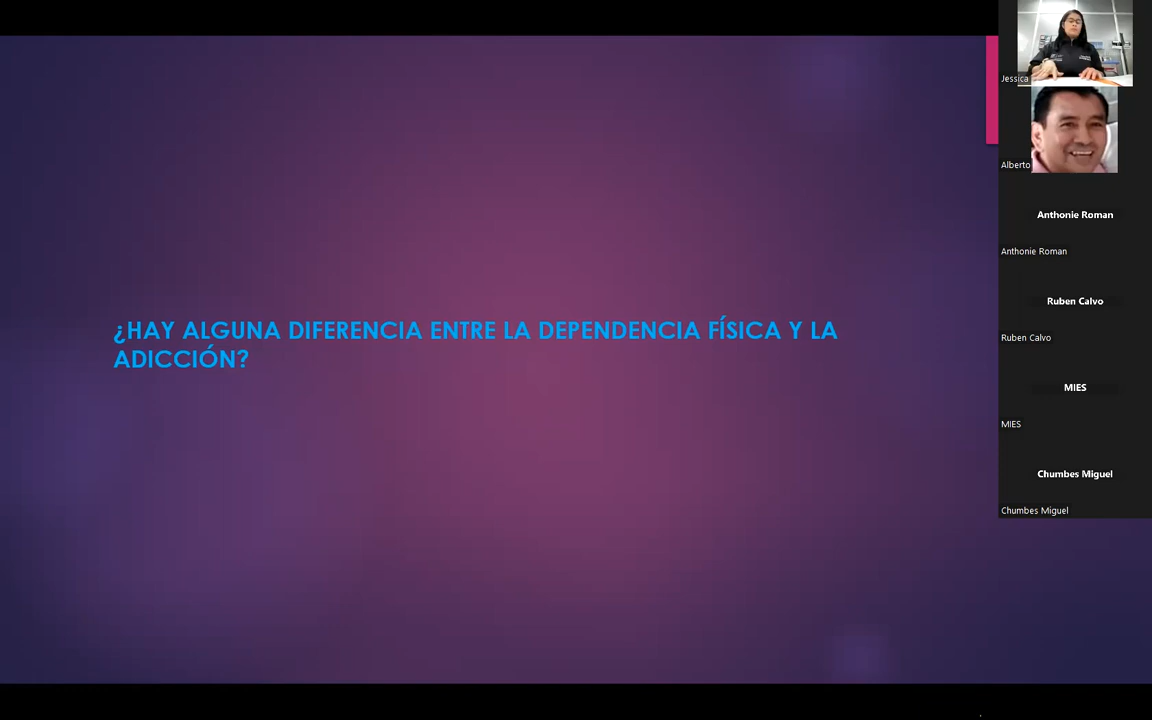 ¿HAY ALGUNA DIFERENCIA ENTRE LA DEPENDENCIA FÍSICA Y LA
ADICCIÓN?
Jessica
Alberto
Anthonie Roman
Anthonie Roman
Ruben Calvo
Ruben Calvo
MIES
MIES
Chumbes Miguel
Chumbes Miguel